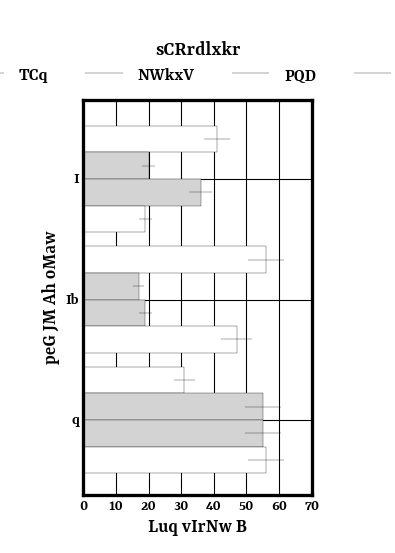 sCRrdlxkr
TCq NWkxV PQD
peG JM Ah oMaw
I
Ib
q
0 10 20 30 40 50 60 70
Luq vIrNw B